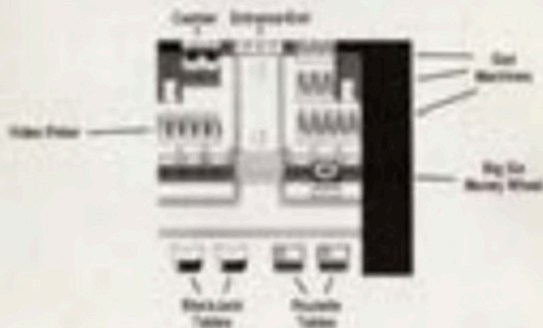 Cashier Entrance/Exit
Slot
Machines
Video Poker
Big Six
Money Wheel
Blackjack
Tables
Roulette
Tables